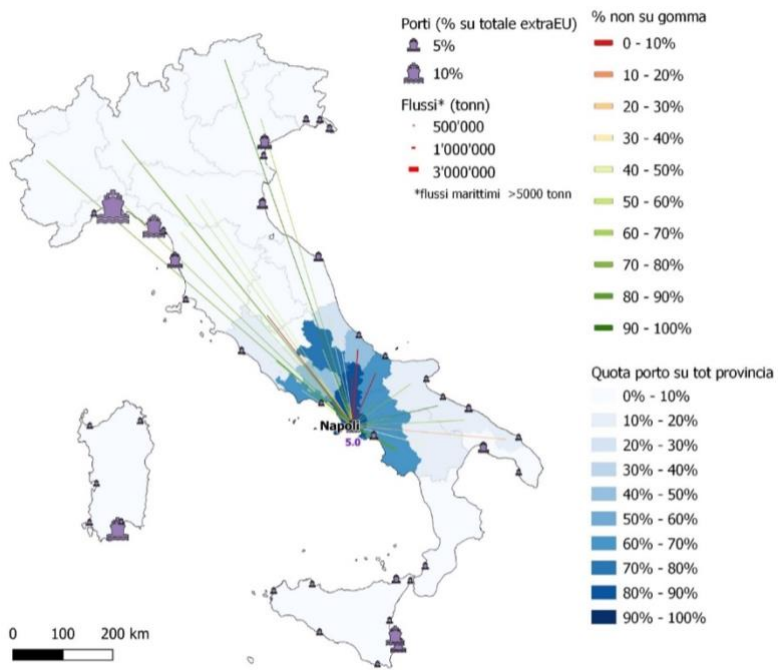 Porti (% su totale extraEU)
5%
10%
Flussi* (tonn)
500'000
1'000'000
3'000'000
*flussi marittimi >5000 tonn
% non su gomma
0 - 10%
10 - 20%
20 - 30%
30 - 40%
40 - 50%
50 - 60%
60 - 70%
70 - 80%
80 - 90%
90 - 100%
Quota porto su tot provincia
0% - 10%
10% - 20%
20% - 30%
30% - 40%
40% - 50%
50% - 60%
60% - 70%
70% - 80%
80% - 90%
90% - 100%
Napoli
5.0
0 100 200 km